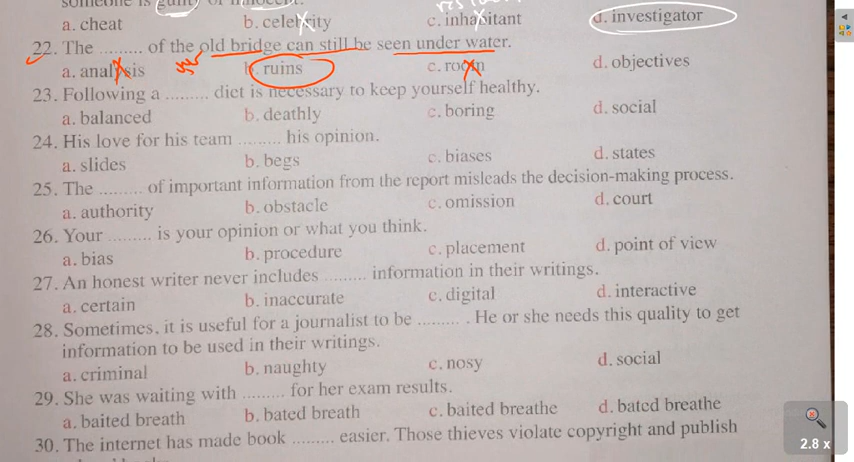 someone is guilty or innocent.
a. cheat b. celebrity c. inhabitant d. investigator
22. The ......... of the old bridge can still be seen under water.
a. analysis b. ruins c. room d. objectives
23. Following a ......... diet is necessary to keep yourself healthy.
a. balanced b. deathly c. boring d. social
24. His love for his team ......... his opinion.
a. slides b. begs c. biases d. states
25. The ......... of important information from the report misleads the decision-making process.
a. authority b. obstacle c. omission d. court
26. Your ......... is your opinion or what you think.
a. bias b. procedure c. placement d. point of view
27. An honest writer never includes ......... information in their writings.
a. certain b. inaccurate c. digital d. interactive
28. Sometimes, it is useful for a journalist to be ......... . He or she needs this quality to get
information to be used in their writings.
a. criminal b. naughty c. nosy d. social
29. She was waiting with ......... for her exam results.
a. baited breath b. bated breath c. baited breathe d. bated breathe
30. The internet has made book ......... easier. Those thieves violate copyright and publish
2.8 x